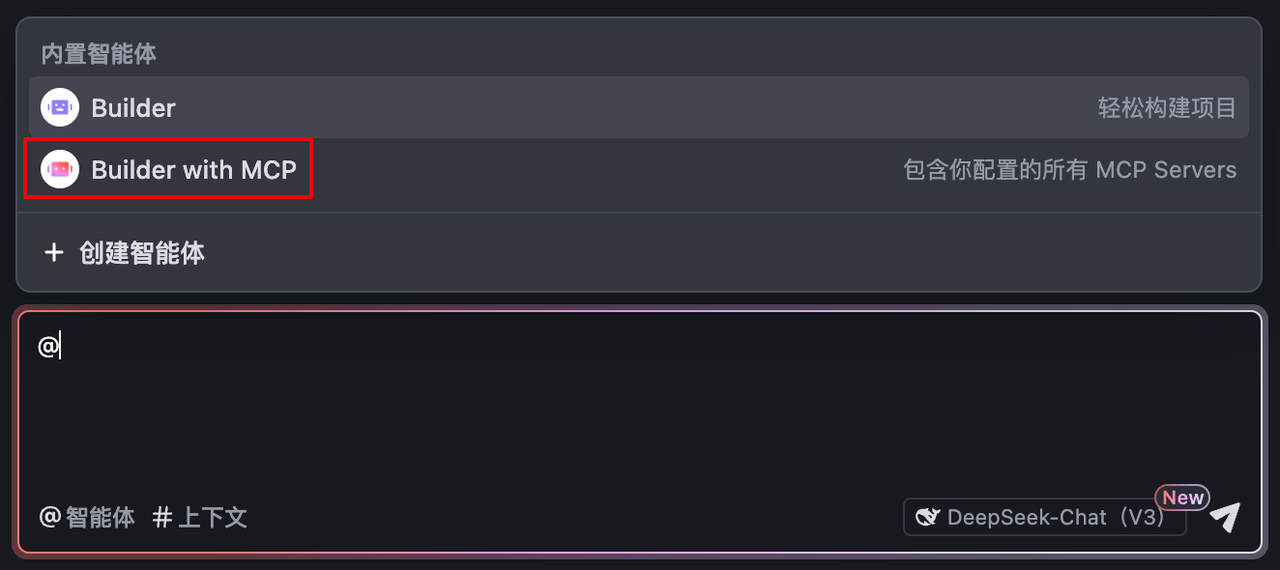 内置智能体
Builder 轻松构建项目
Builder with MCP 包含你配置的所有 MCP Servers
+ 创建智能体
@
@智能体 #上下文 DeepSeek-Chat (V3) New